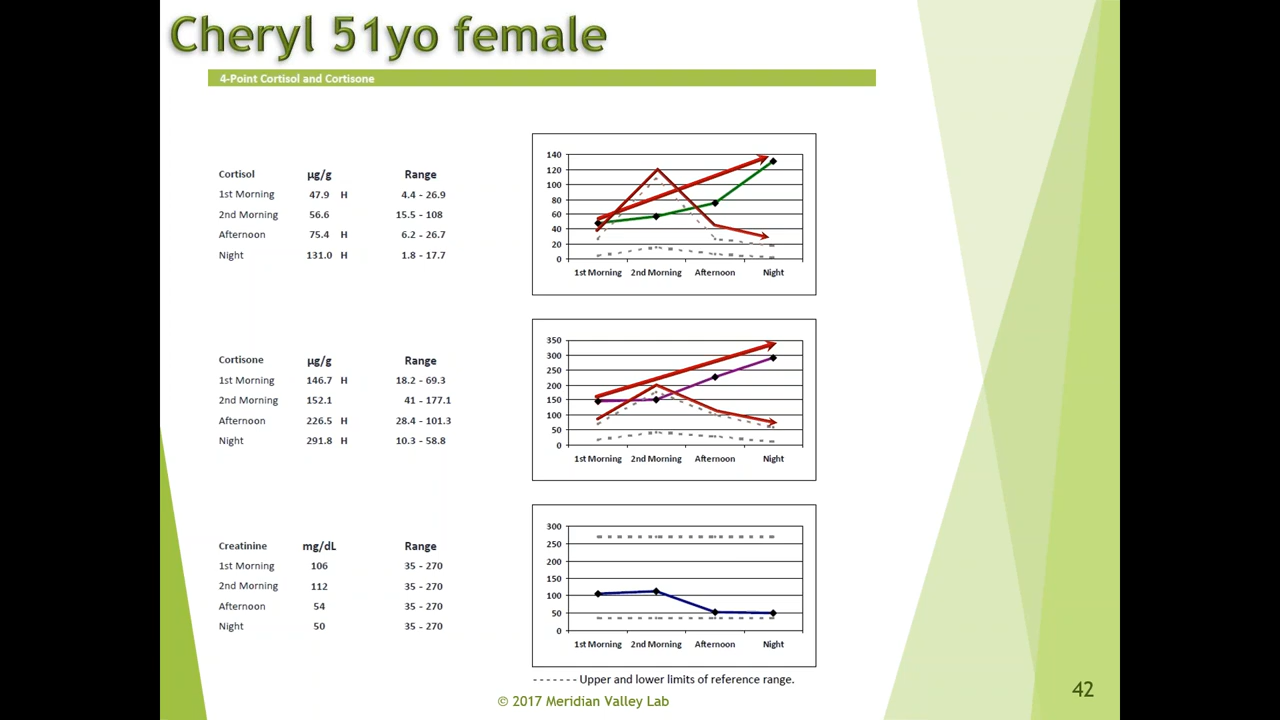 Cheryl 51yo female
4-Point Cortisol and Cortisone
Cortisol µg/g Range
1st Morning 47.9 H 4.4 - 26.9
2nd Morning 56.6 15.5 - 108
Afternoon 75.4 H 6.2 - 26.7
Night 131.0 H 1.8 - 17.7
140
120
100
80
60
40
20
0
1st Morning 2nd Morning Afternoon Night
Cortisone µg/g Range
1st Morning 146.7 H 18.2 - 69.3
2nd Morning 152.1 41 - 177.1
Afternoon 226.5 H 28.4 - 101.3
Night 291.8 H 10.3 - 58.8
350
300
250
200
150
100
50
0
1st Morning 2nd Morning Afternoon Night
Creatinine mg/dL Range
1st Morning 106 35 - 270
2nd Morning 112 35 - 270
Afternoon 54 35 - 270
Night 50 35 - 270
300
250
200
150
100
50
0
1st Morning 2nd Morning Afternoon Night
------- Upper and lower limits of reference range.
© 2017 Meridian Valley Lab
42